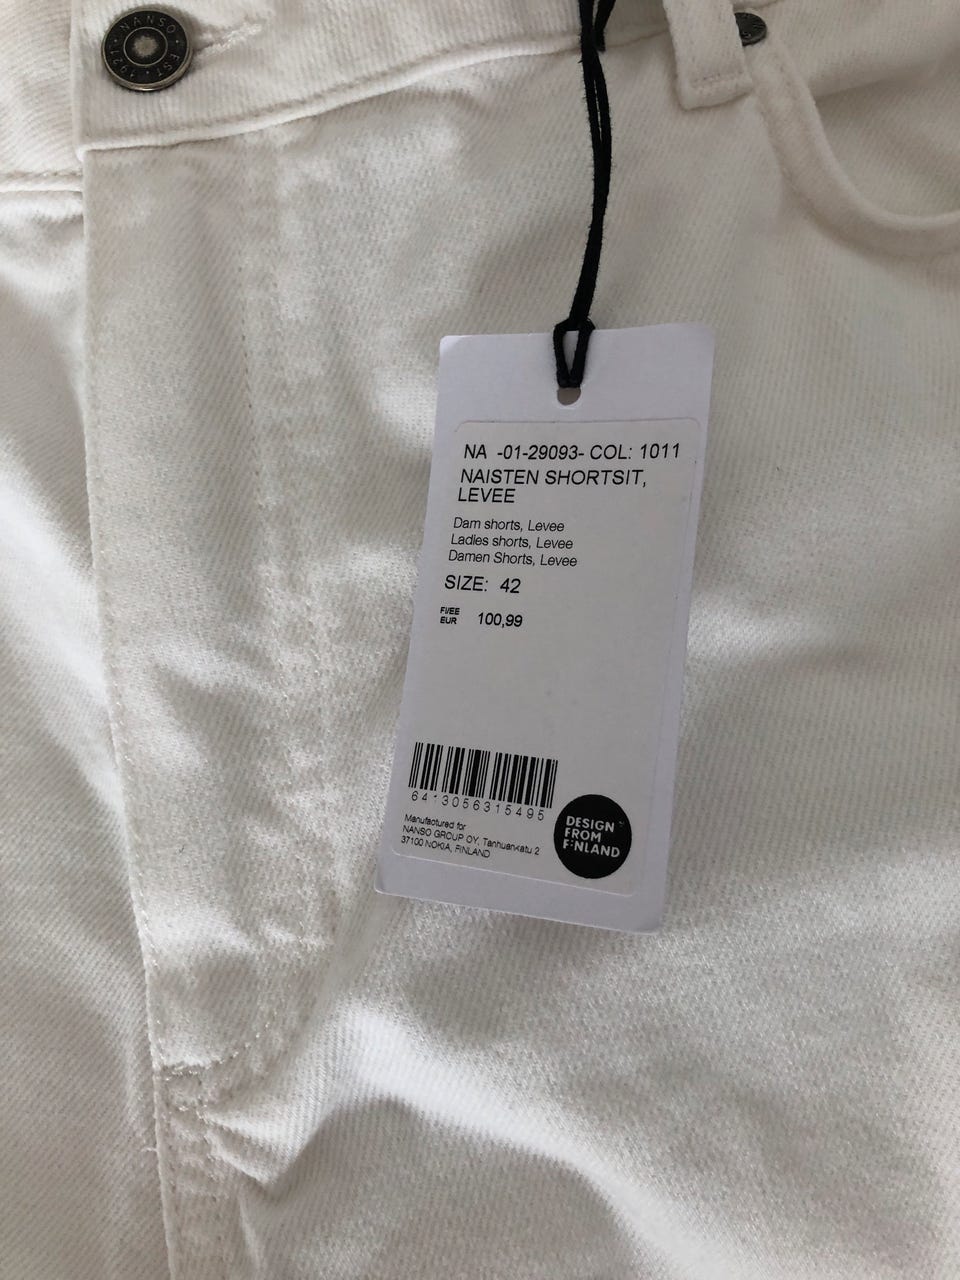 NANSO · EST 1921 ·
NA -01-29093- COL: 1011
NAISTEN SHORTSIT,
LEVEE
Dam shorts, Levee
Ladies shorts, Levee
Damen Shorts, Levee
SIZE: 42
FI/EE
EUR 100,99
6413056315495
Manufactured for
NANSO GROUP OY, Tanhuankatu 2
37100 NOKIA, FINLAND
DESIGN
FROM
F:NLAND